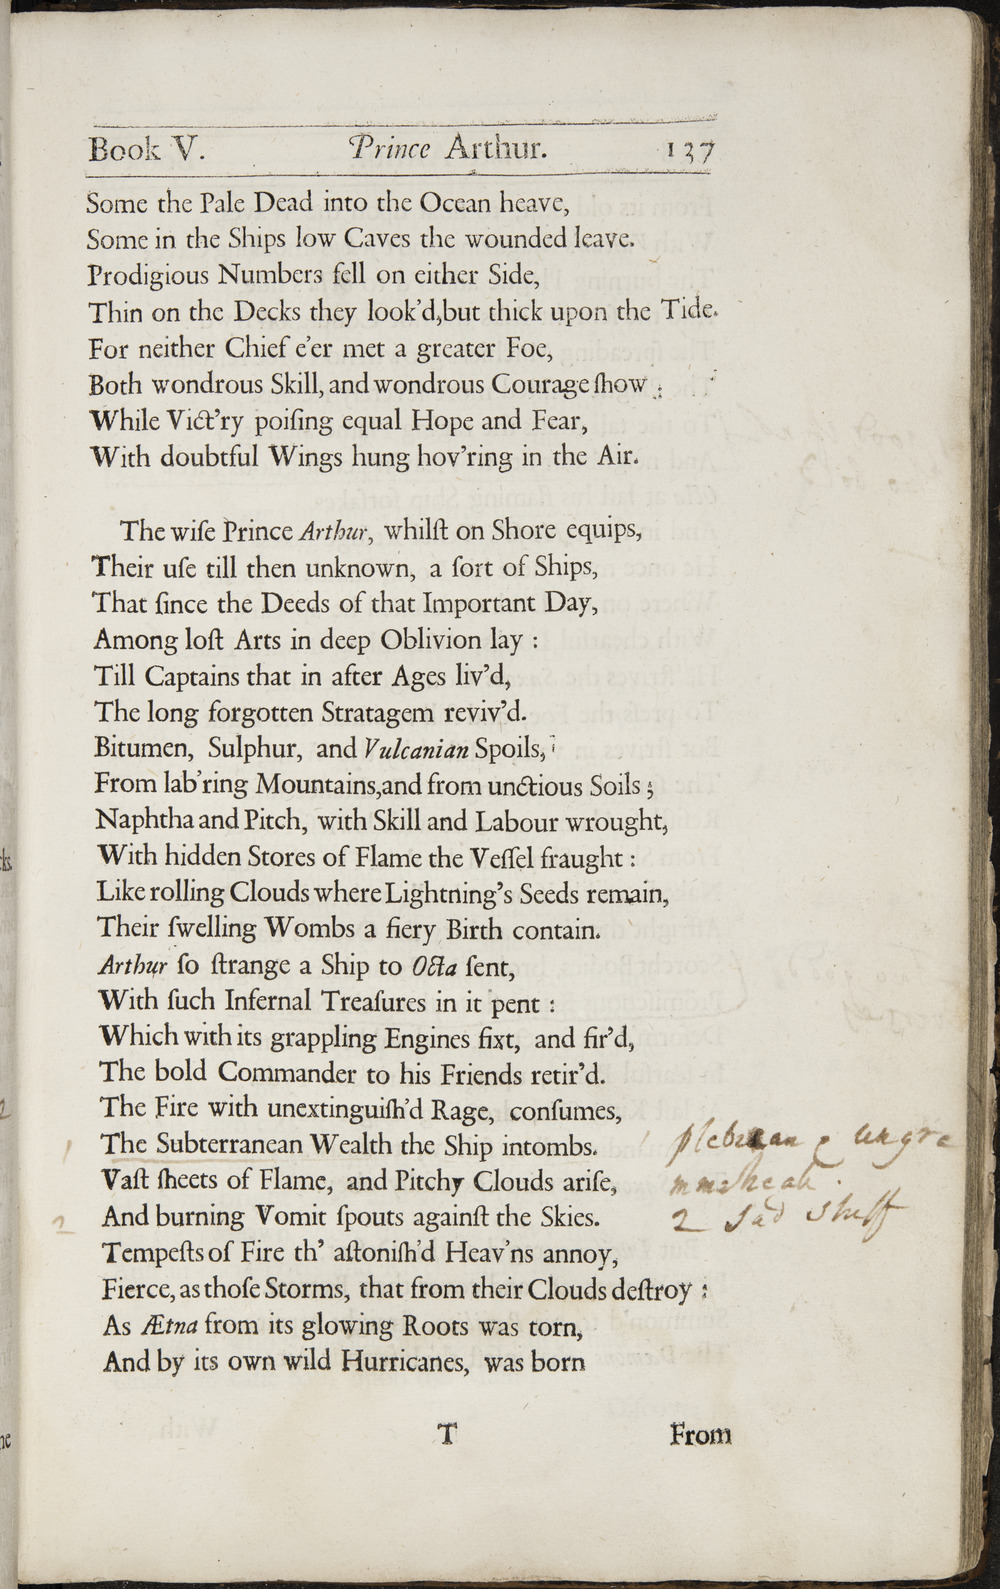 Book V. Prince Arthur. 137
Some the Pale Dead into the Ocean heave,
Some in the Ships low Caves the wounded leave.
Prodigious Numbers fell on either Side,
Thin on the Decks they look'd,but thick upon the Tide.
For neither Chief e'er met a greater Foe,
Both wondrous Skill, and wondrous Courage ſhow ;
While Vict'ry poiſing equal Hope and Fear,
With doubtful Wings hung hov'ring in the Air.
The wiſe Prince Arthur, whilſt on Shore equips,
Their uſe till then unknown, a ſort of Ships,
That ſince the Deeds of that Important Day,
Among loſt Arts in deep Oblivion lay :
Till Captains that in after Ages liv'd,
The long forgotten Stratagem reviv'd.
Bitumen, Sulphur, and Vulcanian Spoils,
From lab'ring Mountains,and from unctious Soils ;
Naphtha and Pitch, with Skill and Labour wrought,
With hidden Stores of Flame the Veſſel fraught :
Like rolling Clouds where Lightning's Seeds remain,
Their ſwelling Wombs a fiery Birth contain.
Arthur ſo ſtrange a Ship to Octa ſent,
With ſuch Infernal Treaſures in it pent :
Which with its grappling Engines fixt, and fir'd,
The bold Commander to his Friends retir'd.
The Fire with unextinguiſh'd Rage, conſumes,
1 The Subterranean Wealth the Ship intombs. 1 plebean & ungra
Vaſt ſheets of Flame, and Pitchy Clouds ariſe, mmaticall.
2 And burning Vomit ſpouts againſt the Skies. 2 Sad Stuff
Tempeſts of Fire th' aſtoniſh'd Heav'ns annoy,
Fierce, as thoſe Storms, that from their Clouds deſtroy :
As Ætna from its glowing Roots was torn,
And by its own wild Hurricanes, was born
T From